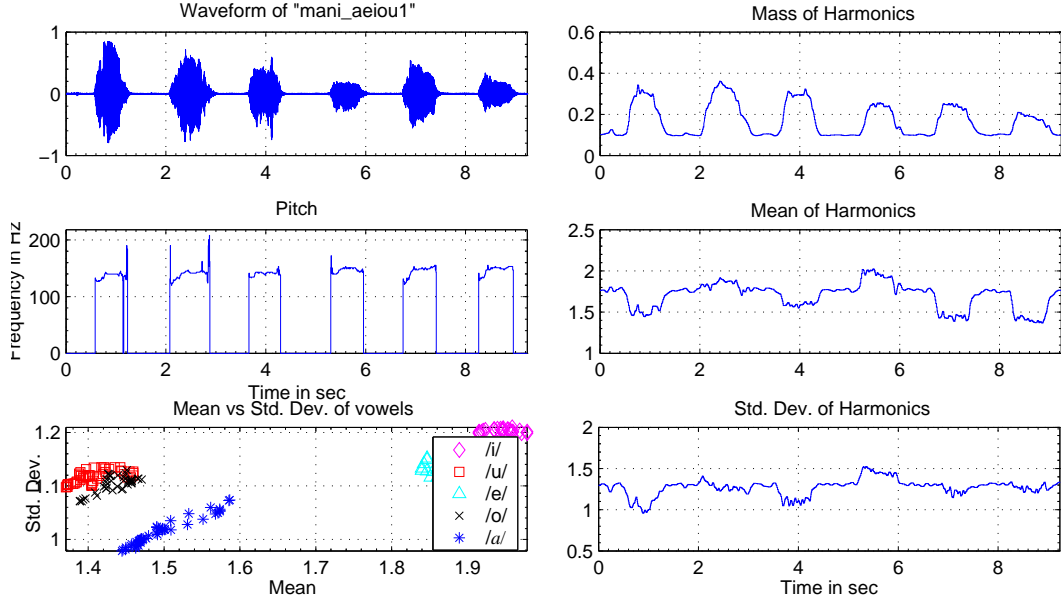 Waveform of "mani_aeiou1"
1
0
−1
0 2 4 6 8
Mass of Harmonics
0.6
0.4
0.2
0
0 2 4 6 8
Pitch
Frequency in Hz
200
100
0
0 2 4 6 8
Time in sec
Mean of Harmonics
2.5
2
1.5
1
0 2 4 6 8
Mean vs Std. Dev. of vowels
Std. Dev.
1.2
1.1
1
1.4 1.5 1.6 1.7 1.8 1.9
Mean
/i/
/u/
/e/
/o/
/a/
Std. Dev. of Harmonics
2
1.5
1
0.5
0 2 4 6 8
Time in sec